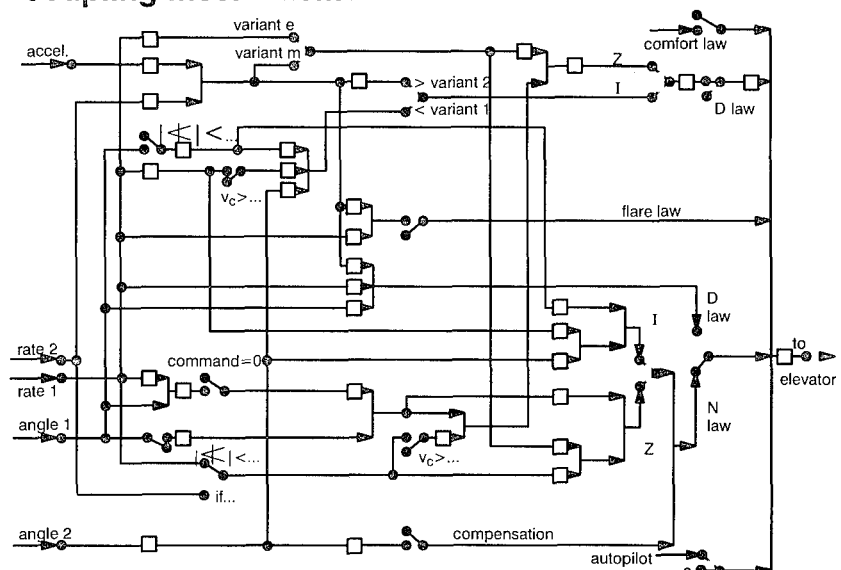 variant e
comfort law
accel.
variant m
Z
> variant 2
I
< variant 1
D law
|∢|<...
v_c>...
flare law
D
law
I
to
rate 2
command=0
elevator
rate 1
N
law
angle 1
Z
|∢|<...
v_c>...
if...
angle 2
compensation
autopilot